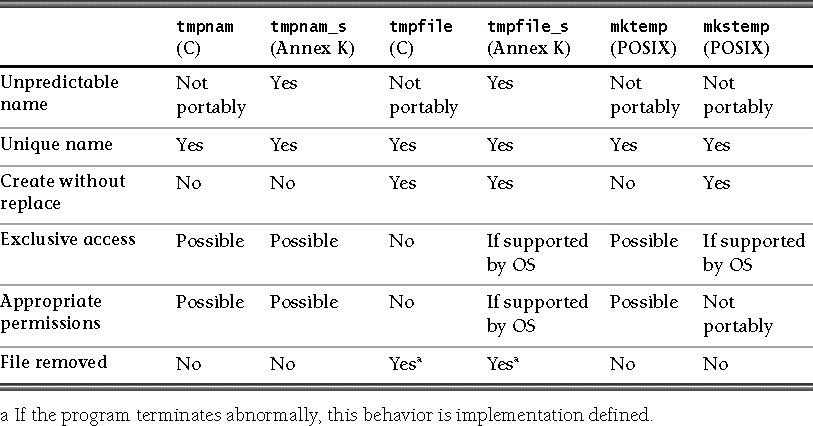 tmpnam tmpnam_s tmpfile tmpfile_s mktemp mkstemp
(C) (Annex K) (C) (Annex K) (POSIX) (POSIX)
Unpredictable Not Yes Not Yes Not Not
name portably portably portably portably
Unique name Yes Yes Yes Yes Yes Yes
Create without No No Yes Yes No Yes
replace
Exclusive access Possible Possible No If supported Possible If supported
by OS by OS
Appropriate Possible Possible No If supported Possible Not
permissions by OS portably
File removed No No Yesᵃ Yesᵃ No No
a If the program terminates abnormally, this behavior is implementation defined.